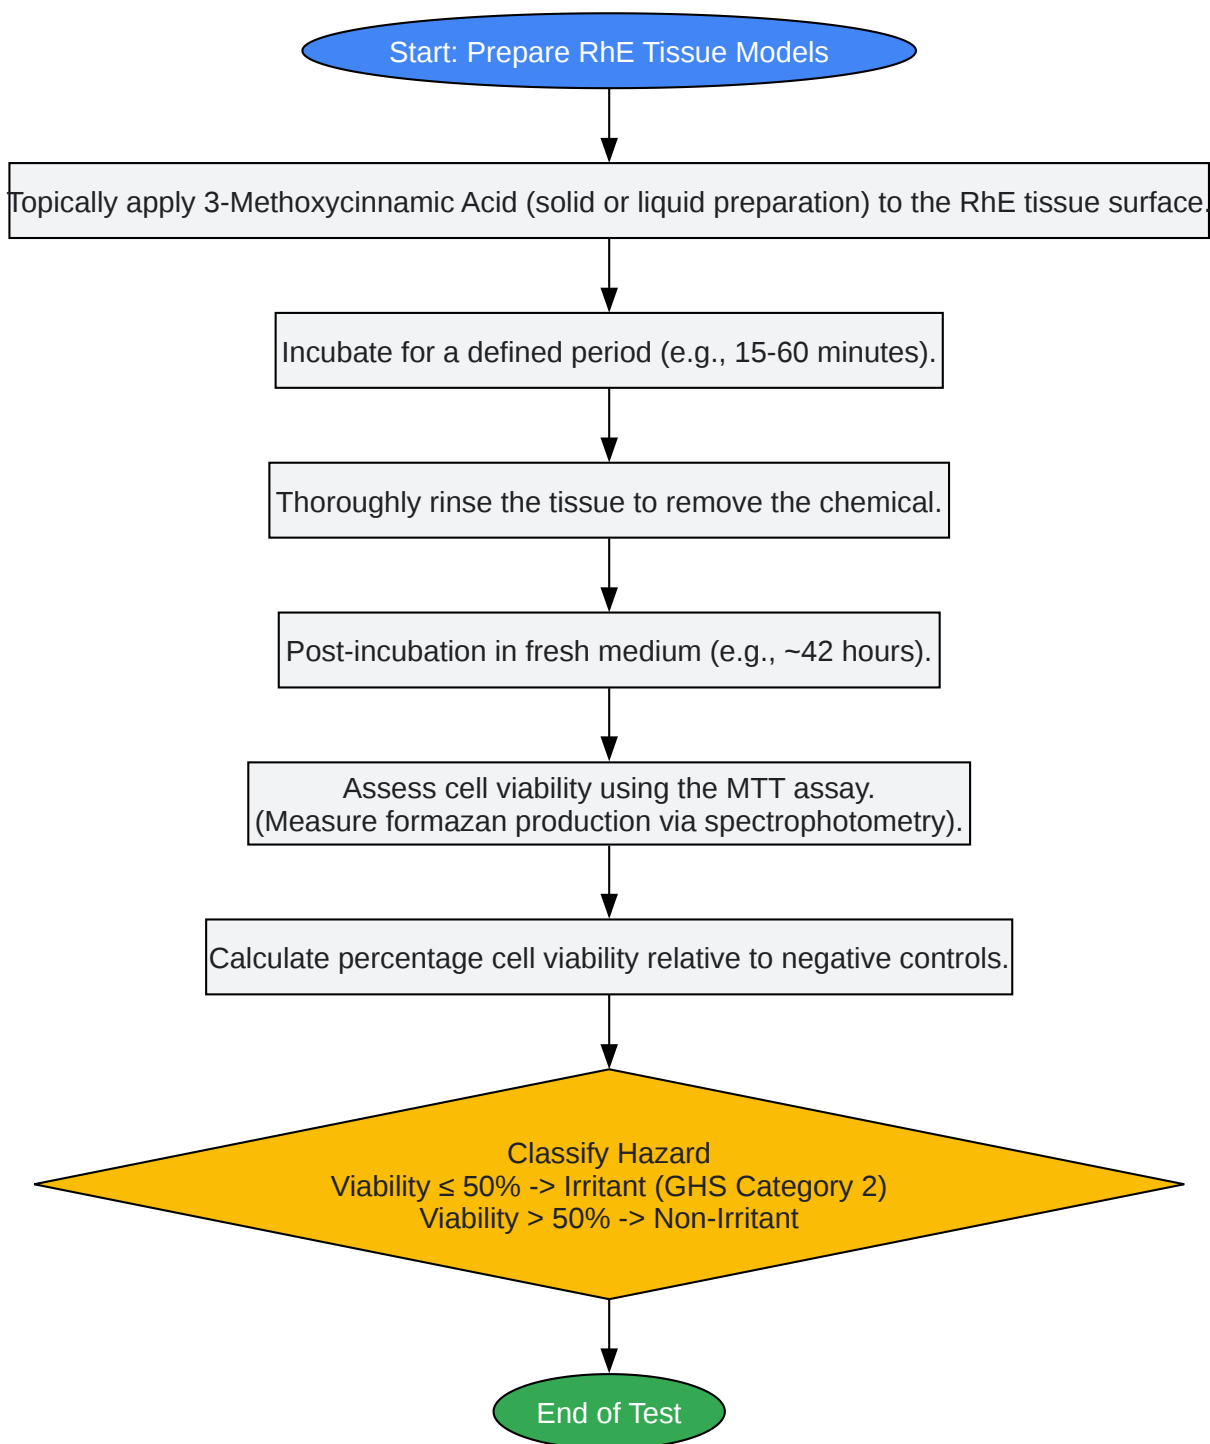 Start: Prepare RhE Tissue Models
Topically apply 3-Methoxycinnamic Acid (solid or liquid preparation) to the RhE tissue surface.
Incubate for a defined period (e.g., 15-60 minutes).
Thoroughly rinse the tissue to remove the chemical.
Post-incubation in fresh medium (e.g., ~42 hours).
Assess cell viability using the MTT assay.
(Measure formazan production via spectrophotometry).
Calculate percentage cell viability relative to negative controls.
Classify Hazard
Viability ≤ 50% -> Irritant (GHS Category 2)
Viability > 50% -> Non-Irritant
End of Test